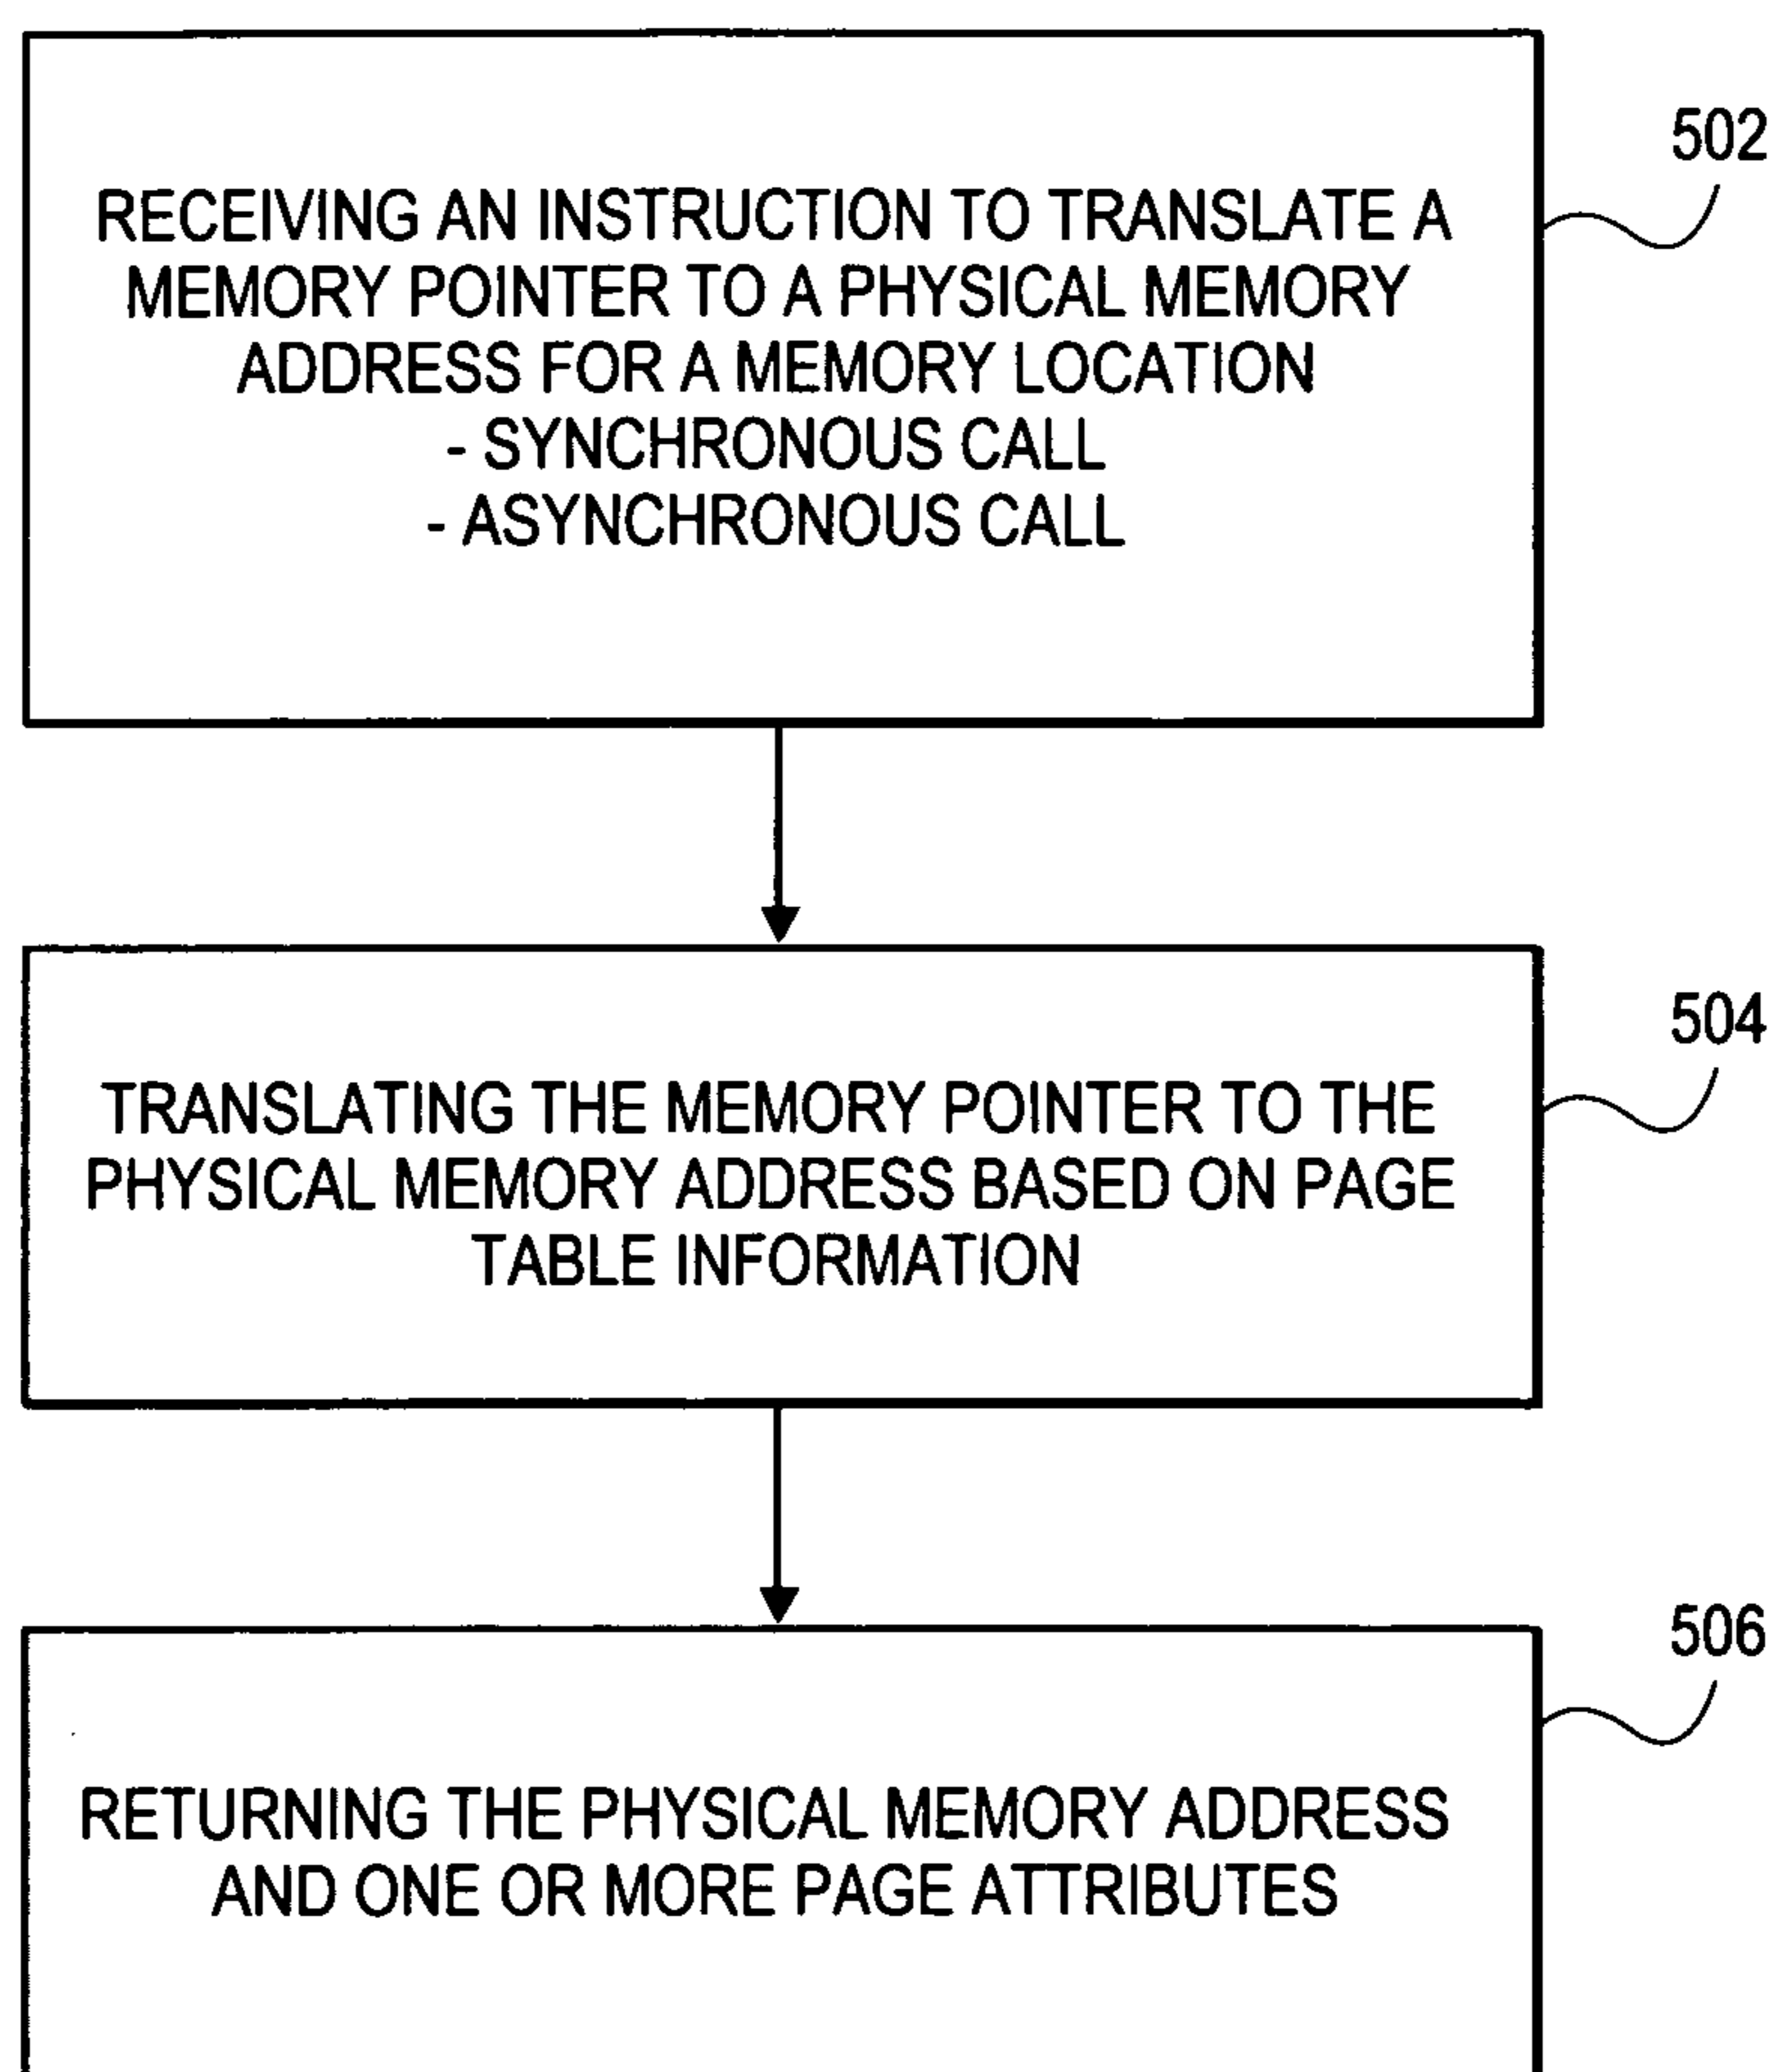 502
RECEIVING AN INSTRUCTION TO TRANSLATE A
MEMORY POINTER TO A PHYSICAL MEMORY
ADDRESS FOR A MEMORY LOCATION
- SYNCHRONOUS CALL
- ASYNCHRONOUS CALL
504
TRANSLATING THE MEMORY POINTER TO THE
PHYSICAL MEMORY ADDRESS BASED ON PAGE
TABLE INFORMATION
506
RETURNING THE PHYSICAL MEMORY ADDRESS
AND ONE OR MORE PAGE ATTRIBUTES